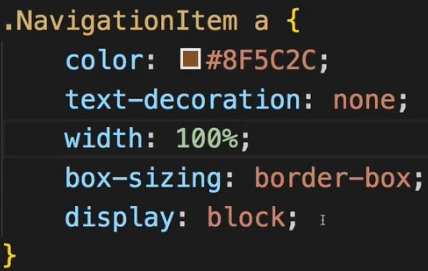 .NavigationItem a {
color: #8F5C2C;
text-decoration: none;
width: 100%;
box-sizing: border-box;
display: block;
}